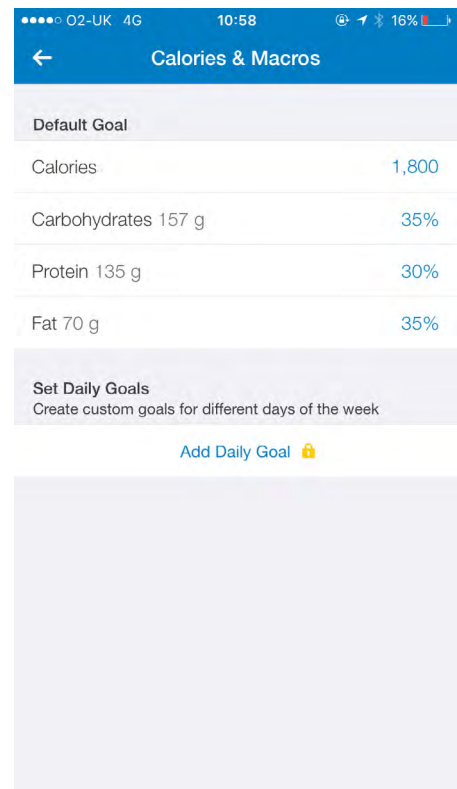 O2-UK 4G 10:58 16%
Calories & Macros
Default Goal
Calories 1,800
Carbohydrates 157 g 35%
Protein 135 g 30%
Fat 70 g 35%
Set Daily Goals
Create custom goals for different days of the week
Add Daily Goal